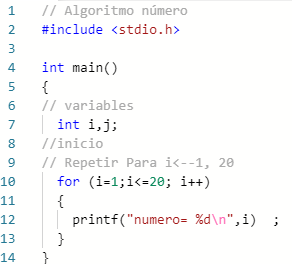 1 // Algoritmo número
2 #include <stdio.h>
3
4 int main()
5 {
6 // variables
7   int i,j;
8 //inicio
9 // Repetir Para i<--1, 20
10   for (i=1;i<=20; i++)
11   {
12     printf("numero= %d\n",i)  ;
13   }
14 }